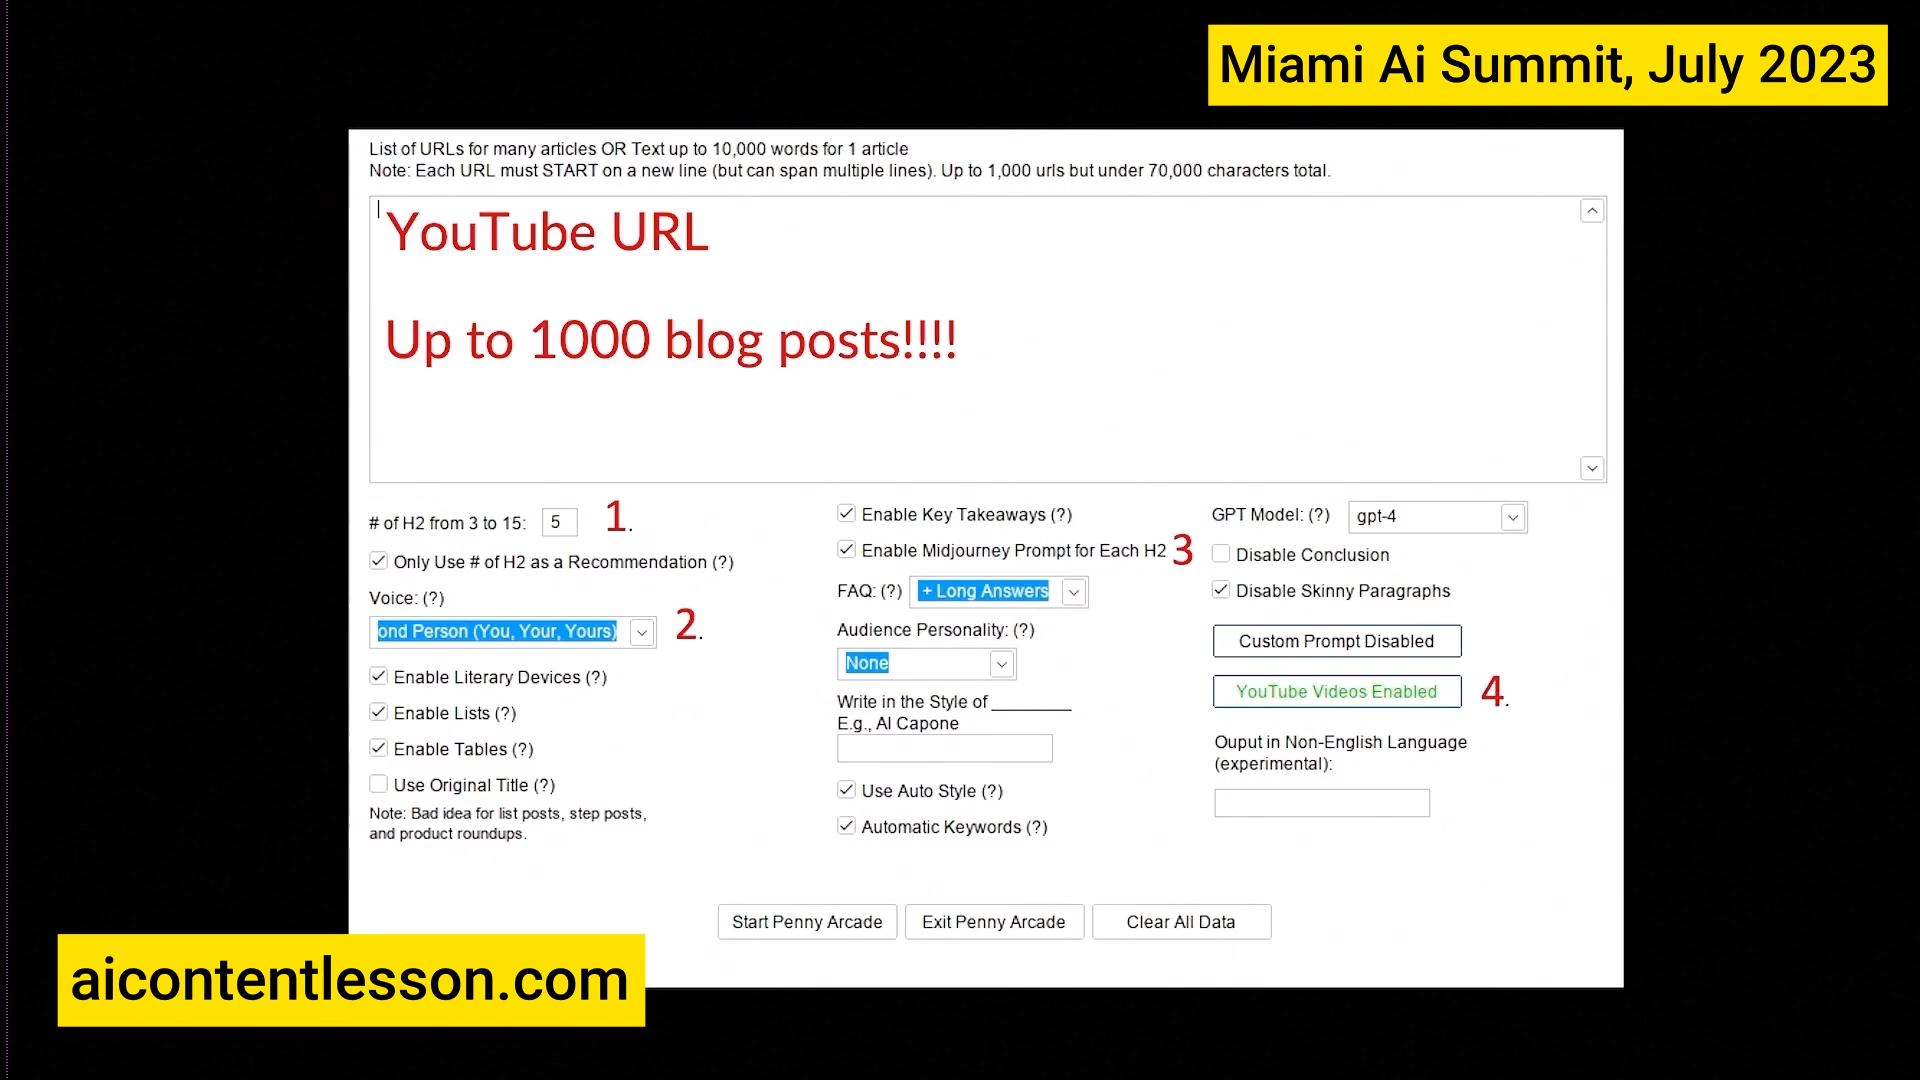 Miami Ai Summit, July 2023
List of URLs for many articles OR Text up to 10,000 words for 1 article
Note: Each URL must START on a new line (but can span multiple lines). Up to 1,000 urls but under 70,000 characters total.
YouTube URL
Up to 1000 blog posts!!!!
# of H2 from 3 to 15: 5 1.
Only Use # of H2 as a Recommendation (?)
Voice: (?)
ond Person (You, Your, Yours) 2.
Enable Literary Devices (?)
Enable Lists (?)
Enable Tables (?)
Use Original Title (?)
Note: Bad idea for list posts, step posts,
and product roundups.
Enable Key Takeaways (?)
Enable Midjourney Prompt for Each H2 3
FAQ: (?) + Long Answers
Audience Personality: (?)
None
Write in the Style of _________
E.g., Al Capone
Use Auto Style (?)
Automatic Keywords (?)
GPT Model: (?) gpt-4
Disable Conclusion
Disable Skinny Paragraphs
Custom Prompt Disabled
YouTube Videos Enabled 4.
Ouput in Non-English Language
(experimental):
Start Penny Arcade Exit Penny Arcade Clear All Data
aicontentlesson.com